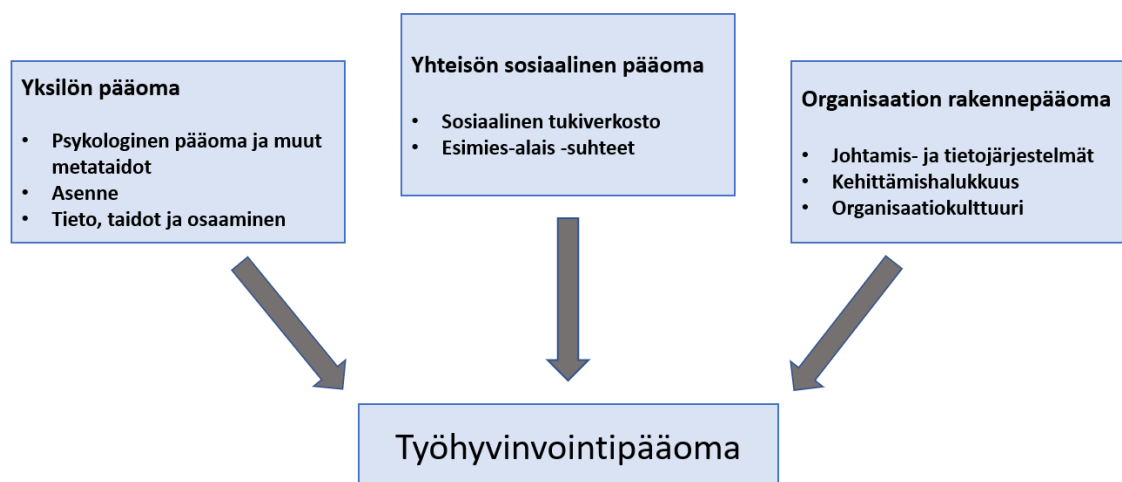 Yksilön pääoma
• Psykologinen pääoma ja muut
metataidot
• Asenne
• Tieto, taidot ja osaaminen
Yhteisön sosiaalinen pääoma
• Sosiaalinen tukiverkosto
• Esimies-alais -suhteet
Organisaation rakennepääoma
• Johtamis- ja tietojärjestelmät
• Kehittämishalukkuus
• Organisaatiokulttuuri
Työhyvinvointipääoma